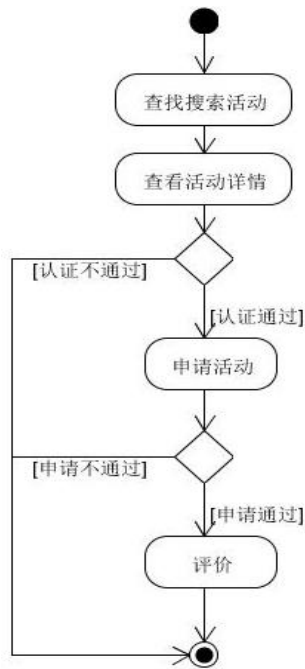 查找搜索活动
查看活动详情
[认证不通过]
[认证通过]
申请活动
[申请不通过]
[申请通过]
评价